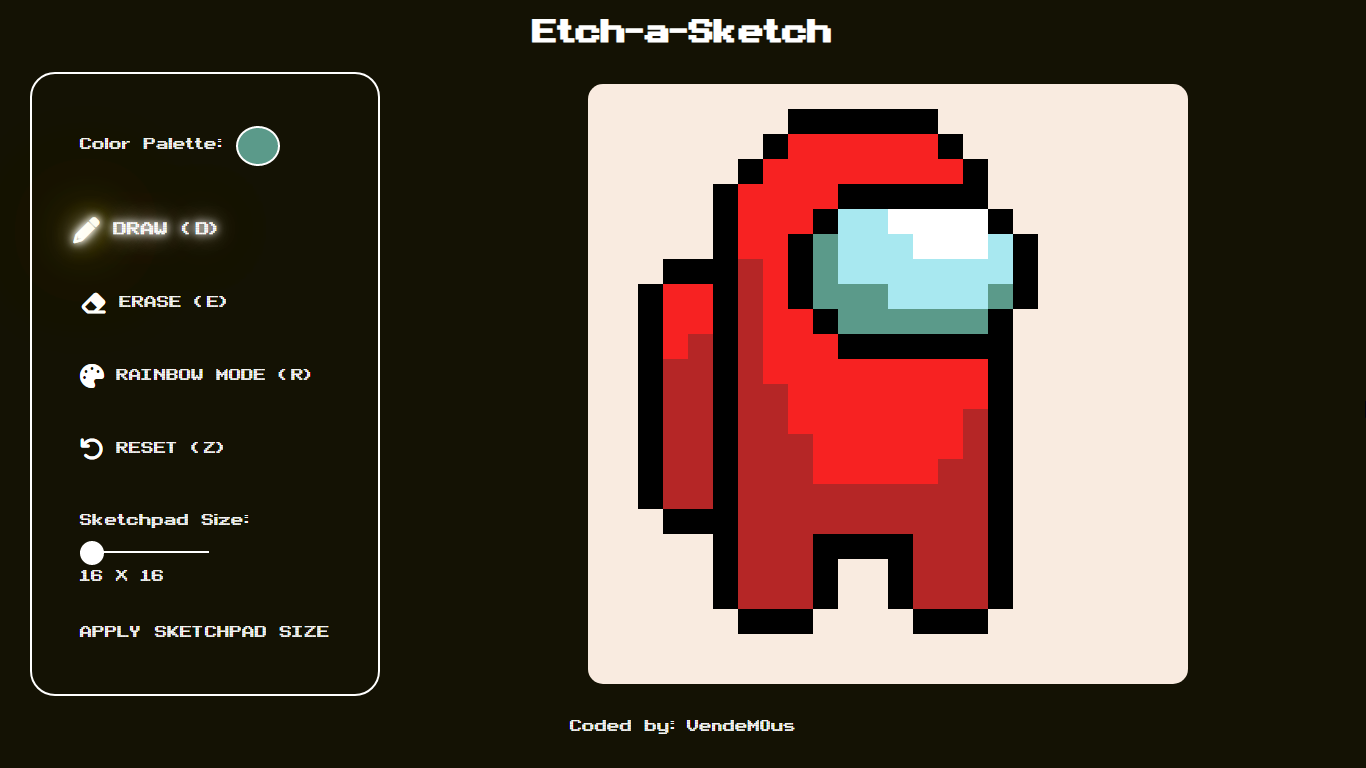 Etch-a-Sketch
Color Palette:
DRAW (D)
ERASE (E)
RAINBOW MODE (R)
RESET (Z)
Sketchpad Size:
16 X 16
APPLY SKETCHPAD SIZE
Coded by: VendeM0us